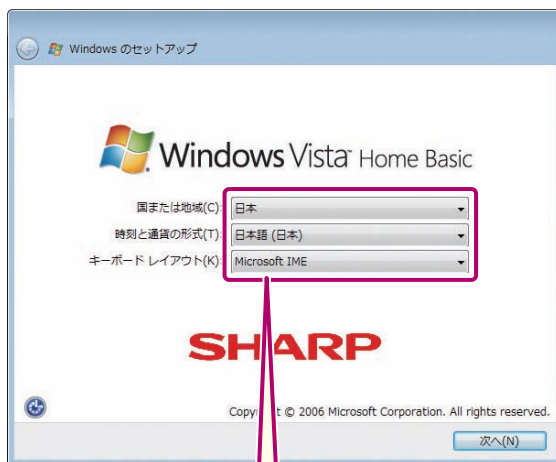 Windows のセットアップ
Windows Vista™ Home Basic
国または地域(C): 日本
時刻と通貨の形式(T): 日本語 (日本)
キーボード レイアウト(K): Microsoft IME
SHARP
© 2006 Microsoft Corporation. All rights reserved.
次へ(N)